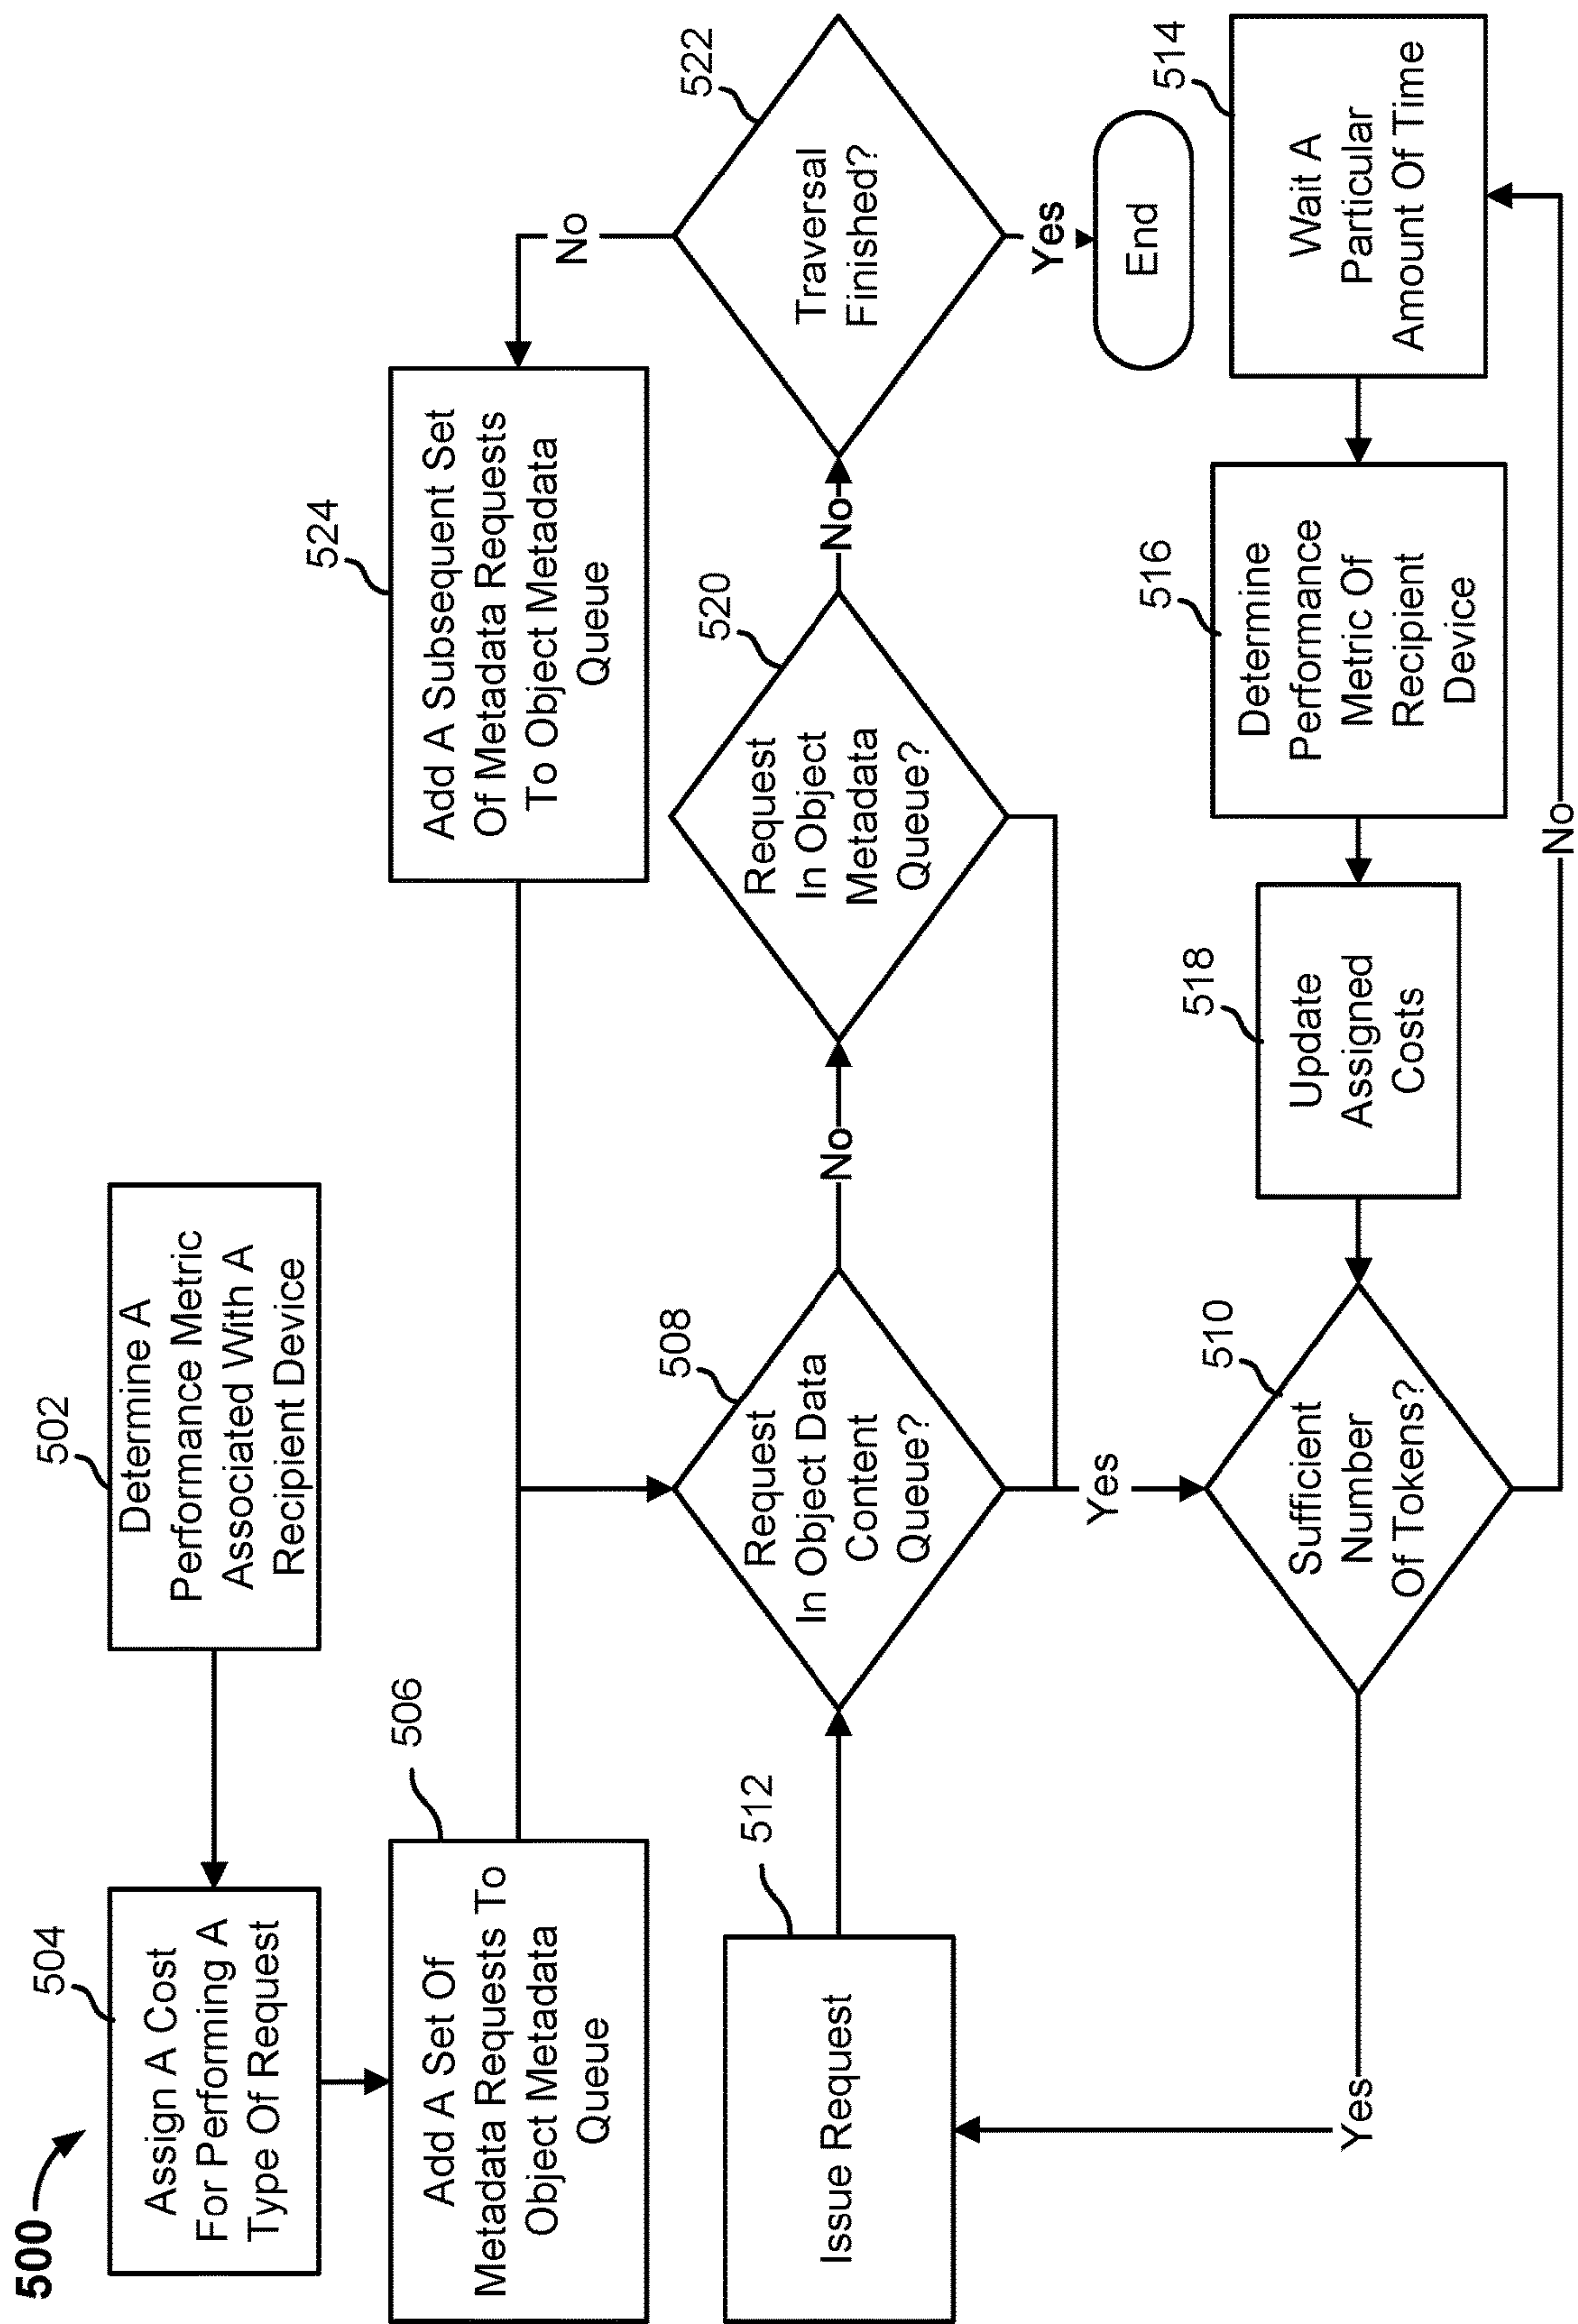 500
502
Determine A
Performance Metric
Associated With A
Recipient Device
504
Assign A Cost
For Performing A
Type Of Request
506
Add A Set Of
Metadata Requests To
Object Metadata
Queue
524
Add A Subsequent Set
Of Metadata Requests
To Object Metadata
Queue
No
512
Issue Request
508
Request
In Object Data
Content
Queue?
No
520
Request
In Object
Metadata
Queue?
No
522
Traversal
Finished?
Yes
End
Yes
510
Sufficient
Number
Of Tokens?
518
Update
Assigned
Costs
516
Determine
Performance
Metric Of
Recipient
Device
514
Wait A
Particular
Amount Of Time
Yes
No